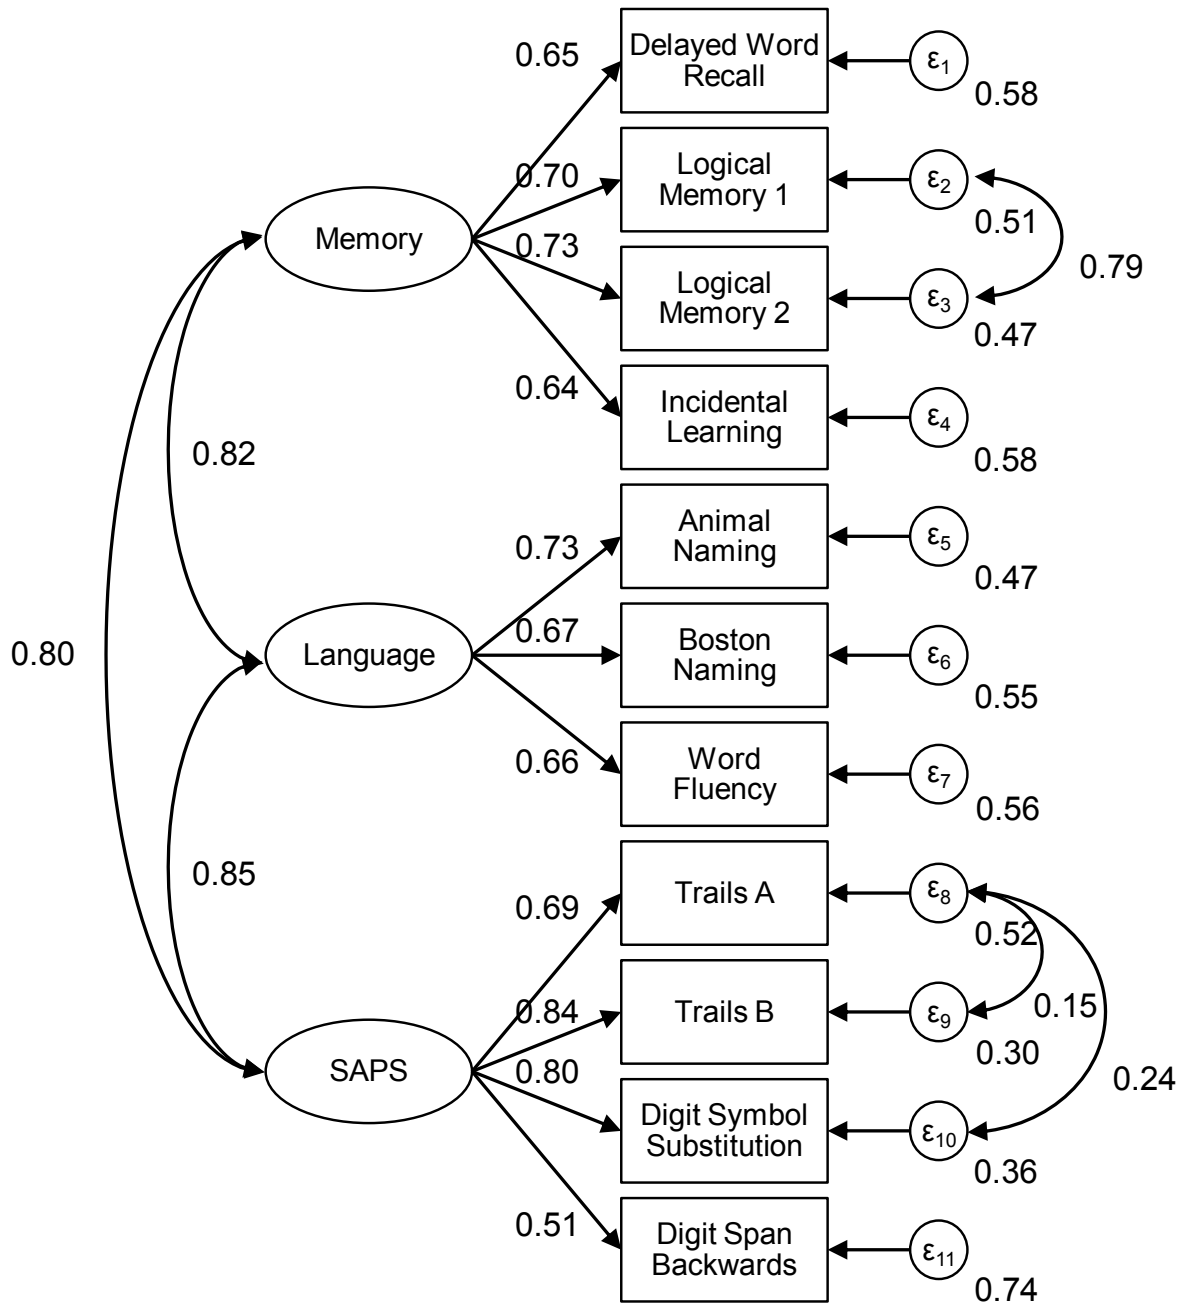 0.65
Delayed Word
Recall
ε1
0.58
0.70
Logical
Memory 1
ε2
0.51
Memory
0.73
Logical
Memory 2
ε3
0.47
0.79
0.64
Incidental
Learning
ε4
0.58
0.82
0.73
Animal
Naming
ε5
0.47
0.80
Language
0.67
Boston
Naming
ε6
0.55
0.66
Word
Fluency
ε7
0.56
0.85
0.69
Trails A
ε8
0.52
0.84
Trails B
ε9
0.15
0.30
SAPS
0.80
Digit Symbol
Substitution
ε10
0.24
0.36
0.51
Digit Span
Backwards
ε11
0.74